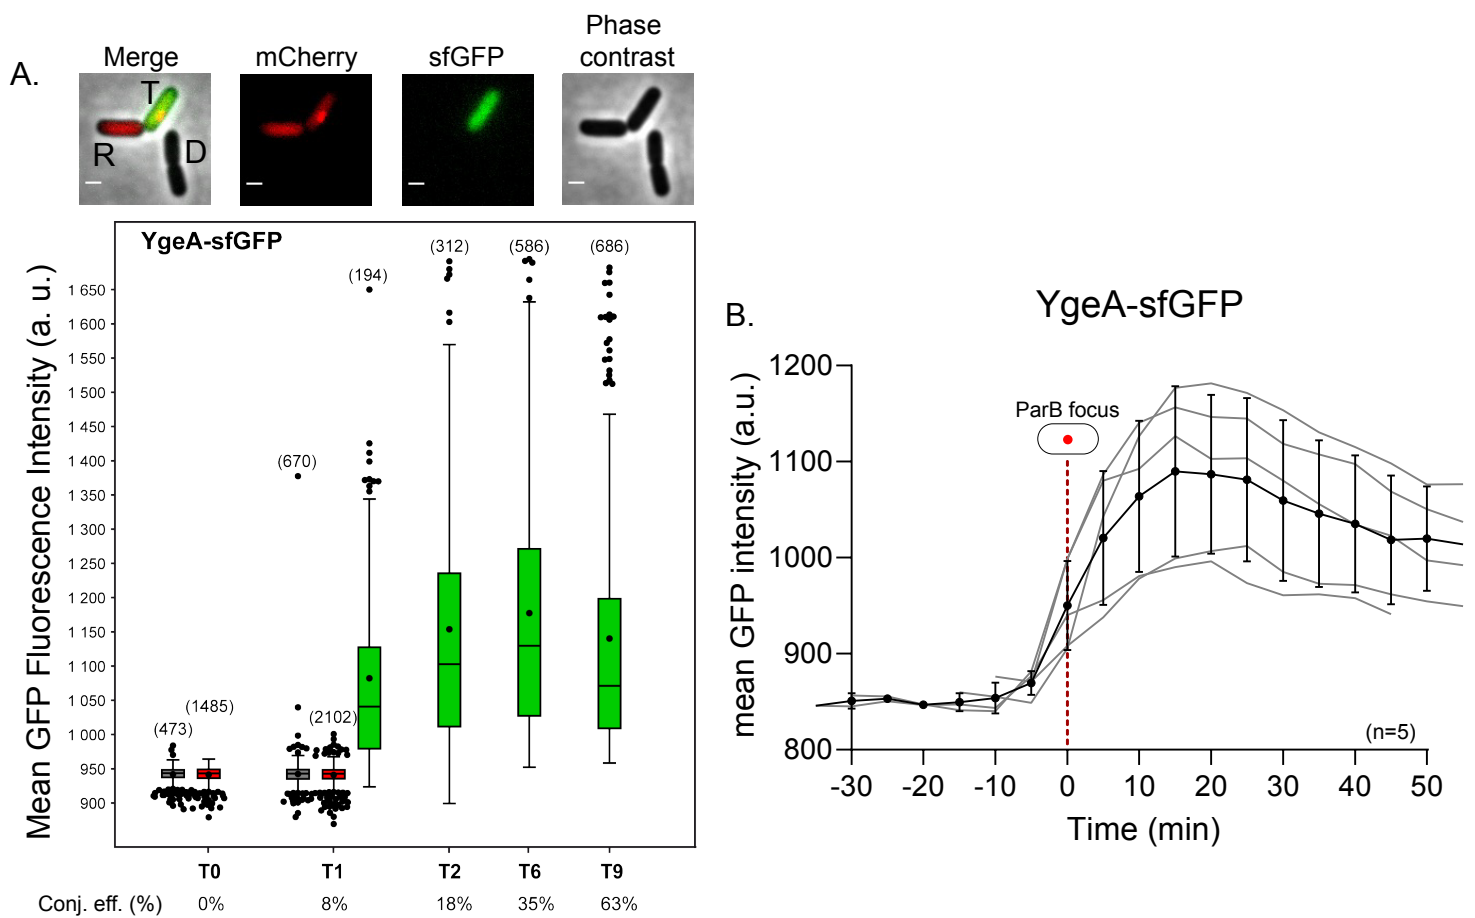 A.
Merge
mCherry
sfGFP
Phase
contrast
T
R
D
YgeA-sfGFP
Mean GFP Fluorescence Intensity (a. u.)
1 650
1 600
1 550
1 500
1 450
1 400
1 350
1 300
1 250
1 200
1 150
1 100
1 050
1 000
950
900
(473)
(1485)
(670)
(2102)
(194)
(312)
(586)
(686)
T0
T1
T2
T6
T9
Conj. eff. (%)
0%
8%
18%
35%
63%
B.
YgeA-sfGFP
mean GFP intensity (a.u.)
1200
1100
1000
900
800
ParB focus
(n=5)
-30
-20
-10
0
10
20
30
40
50
Time (min)